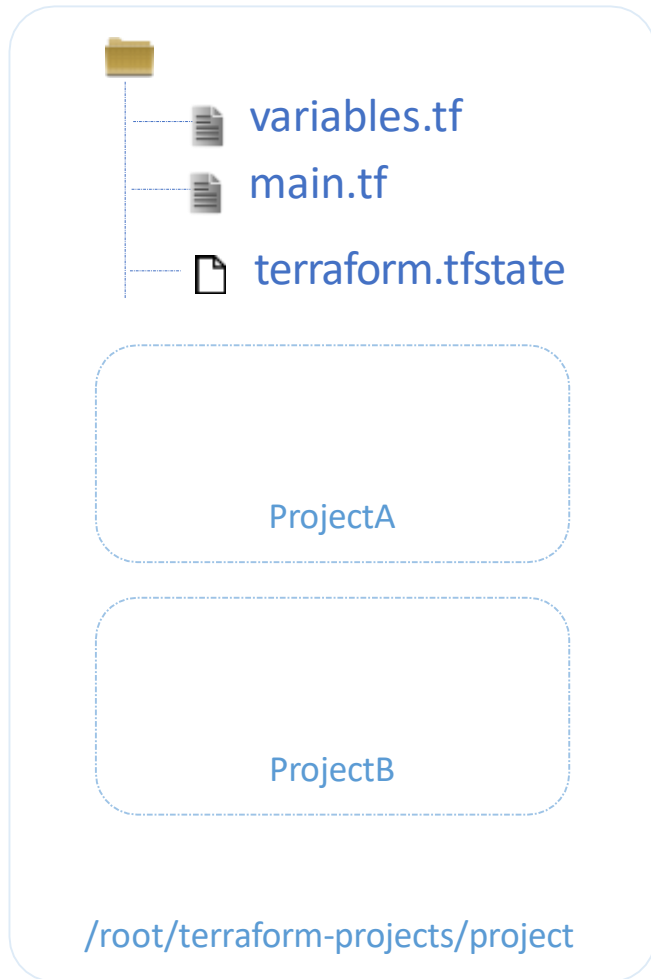 variables.tf
main.tf
terraform.tfstate
ProjectA
ProjectB
/root/terraform-projects/project